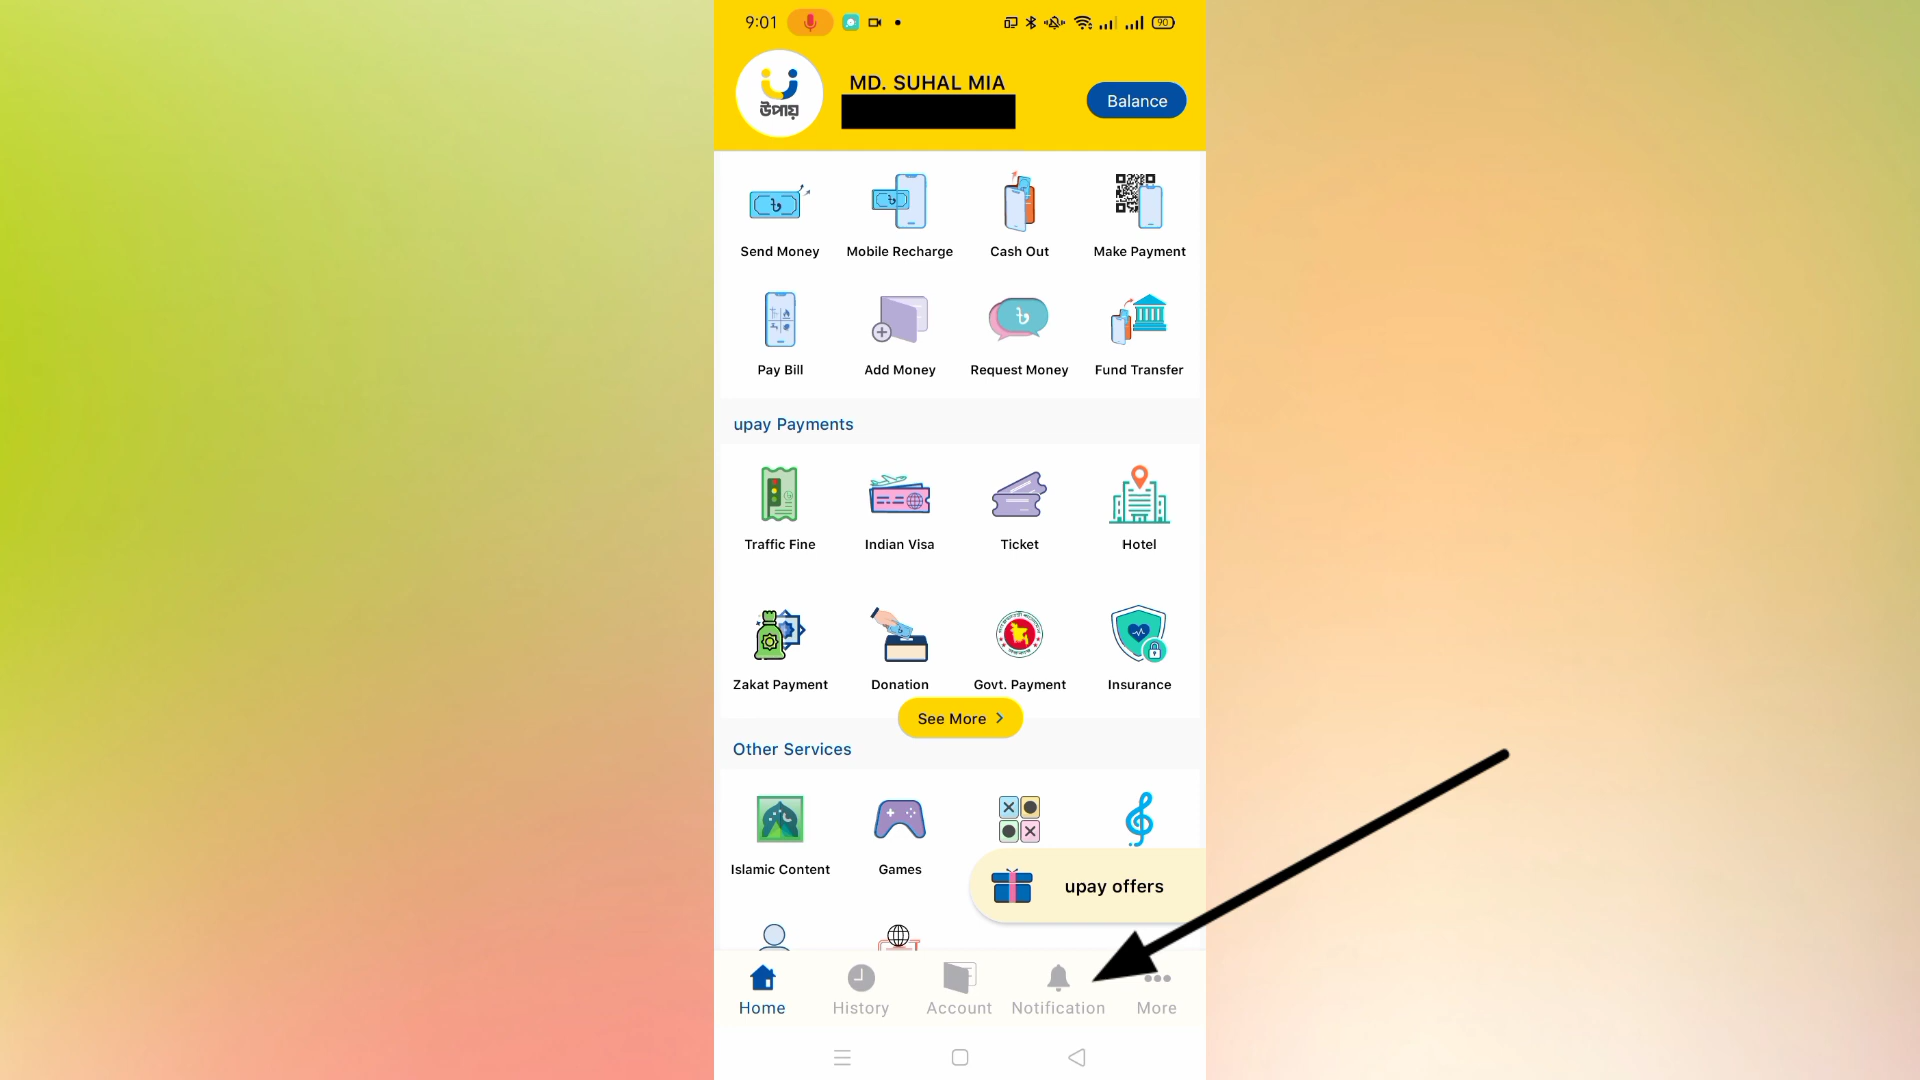 9:01
90
উপায়
MD. SUHAL MIA
Balance
Send Money
Mobile Recharge
Cash Out
Make Payment
Pay Bill
Add Money
Request Money
Fund Transfer
upay Payments
Traffic Fine
Indian Visa
Ticket
Hotel
Zakat Payment
Donation
Govt. Payment
Insurance
See More
Other Services
Islamic Content
Games
upay offers
Home
History
Account
Notification
More